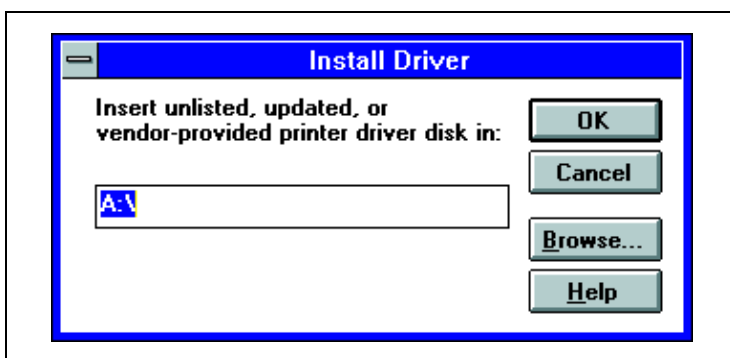 Install Driver
Insert unlisted, updated, or
vendor-provided printer driver disk in:
A:\
OK
Cancel
Browse...
Help